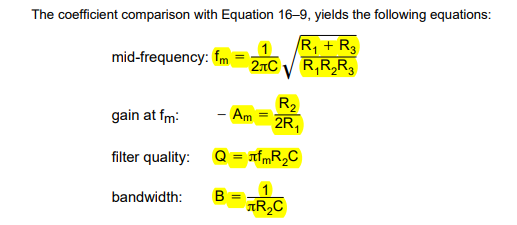 The coefficient comparison with Equation 16–9, yields the following equations:
mid-frequency: fm = 1 / 2πC √ R1 + R3 / R1R2R3
gain at fm: − Am = R2 / 2R1
filter quality: Q = πfmR2C
bandwidth: B = 1 / πR2C